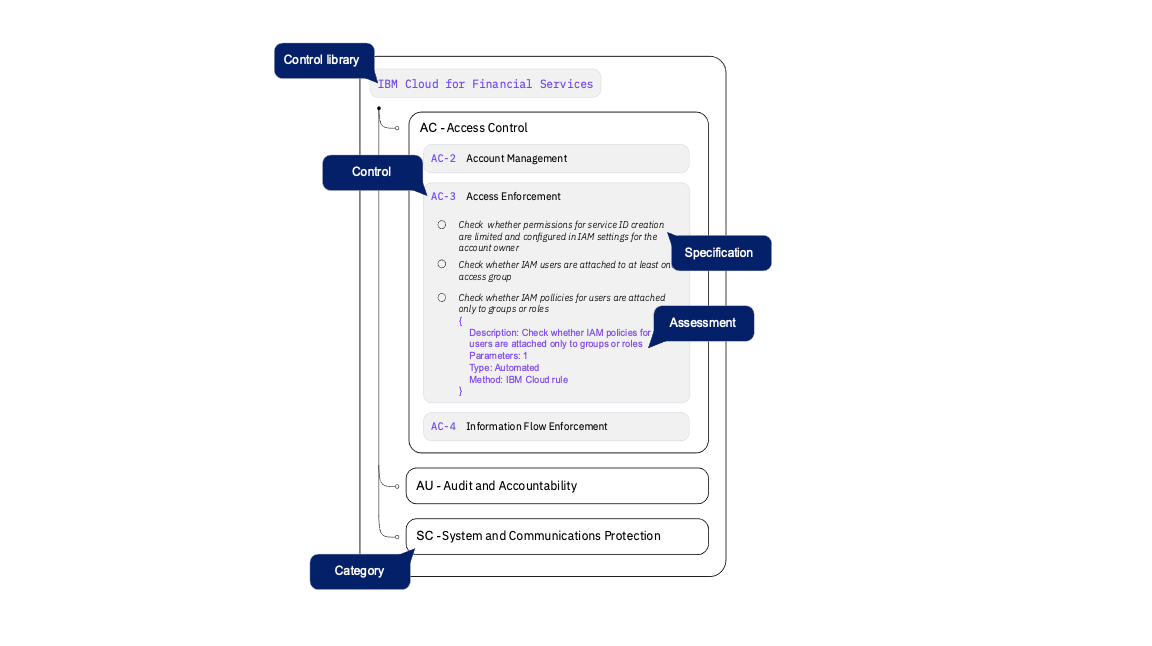 Control library
IBM Cloud for Financial Services
AC - Access Control
AC-2 Account Management
Control
AC-3 Access Enforcement
Check whether permissions for service ID creation
are limited and configured in IAM settings for the
account owner
Specification
Check whether IAM users are attached to at least on
access group
Check whether IAM pollicies for users are attached
only to groups or roles
Assessment
{
Description: Check whether IAM policies for
users are attached only to groups or roles
Parameters: 1
Type: Automated
Method: IBM Cloud rule
}
AC-4 Information Flow Enforcement
AU - Audit and Accountability
SC - System and Communications Protection
Category